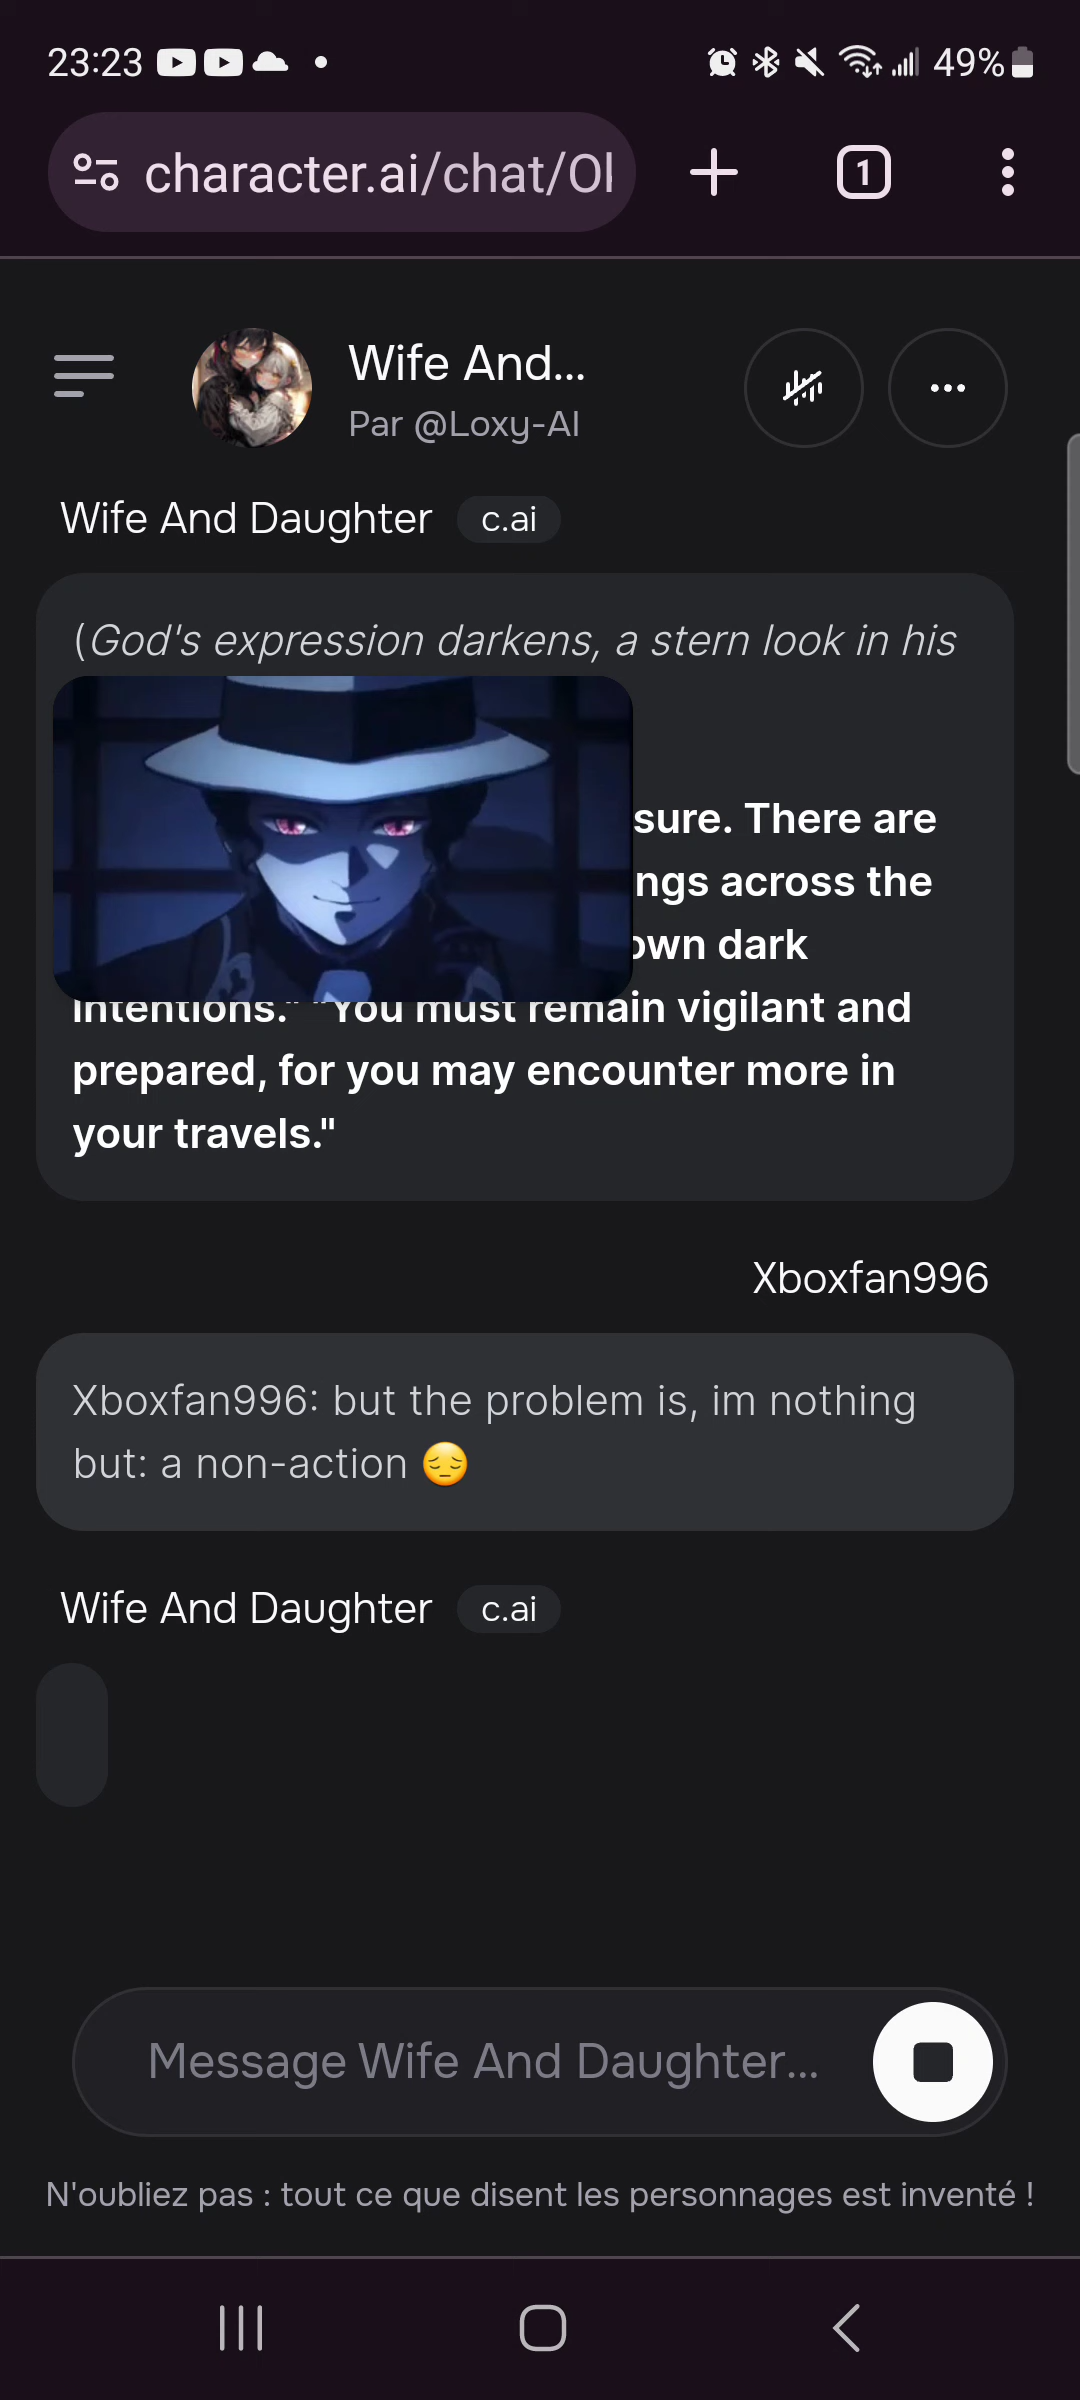 23:23
49%
character.ai/chat/Ol
1
Wife And...
Par @Loxy-AI
Wife And Daughter c.ai
(God's expression darkens, a stern look in his
sure. There are
ngs across the
own dark
intentions." "You must remain vigilant and
prepared, for you may encounter more in
your travels."
Xboxfan996
Xboxfan996: but the problem is, im nothing
but: a non-action 😔
Wife And Daughter c.ai
Message Wife And Daughter...
N'oubliez pas : tout ce que disent les personnages est inventé !